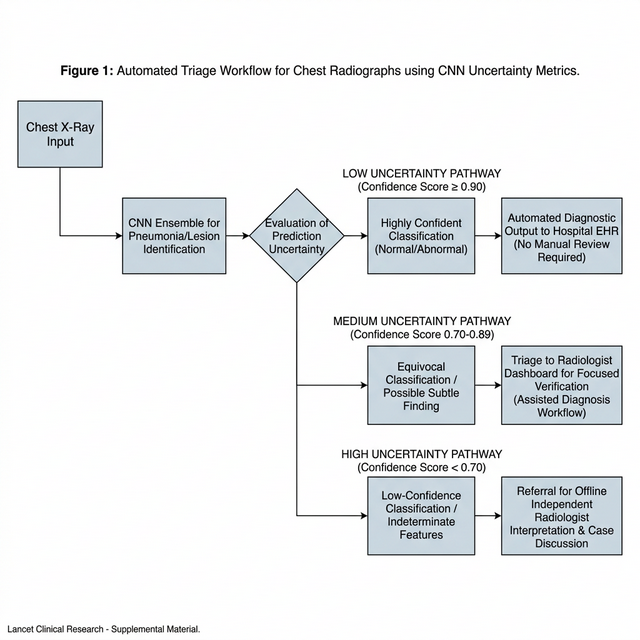 Figure 1: Automated Triage Workflow for Chest Radiographs using CNN Uncertainty Metrics.
Chest X-Ray
Input
CNN Ensemble for
Pneumonia/Lesion
Identification
Evaluation of
Prediction
Uncertainty
LOW UNCERTAINTY PATHWAY
(Confidence Score ≥ 0.90)
Highly Confident
Classification
(Normal/Abnormal)
Automated Diagnostic
Output to Hospital EHR
(No Manual Review
Required)
MEDIUM UNCERTAINTY PATHWAY
(Confidence Score 0.70-0.89)
Equivocal
Classification /
Possible Subtle
Finding
Triage to Radiologist
Dashboard for Focused
Verification
(Assisted Diagnosis
Workflow)
HIGH UNCERTAINTY PATHWAY
(Confidence Score < 0.70)
Low-Confidence
Classification /
Indeterminate
Features
Referral for Offline
Independent
Radiologist
Interpretation & Case
Discussion
Lancet Clinical Research - Supplemental Material.